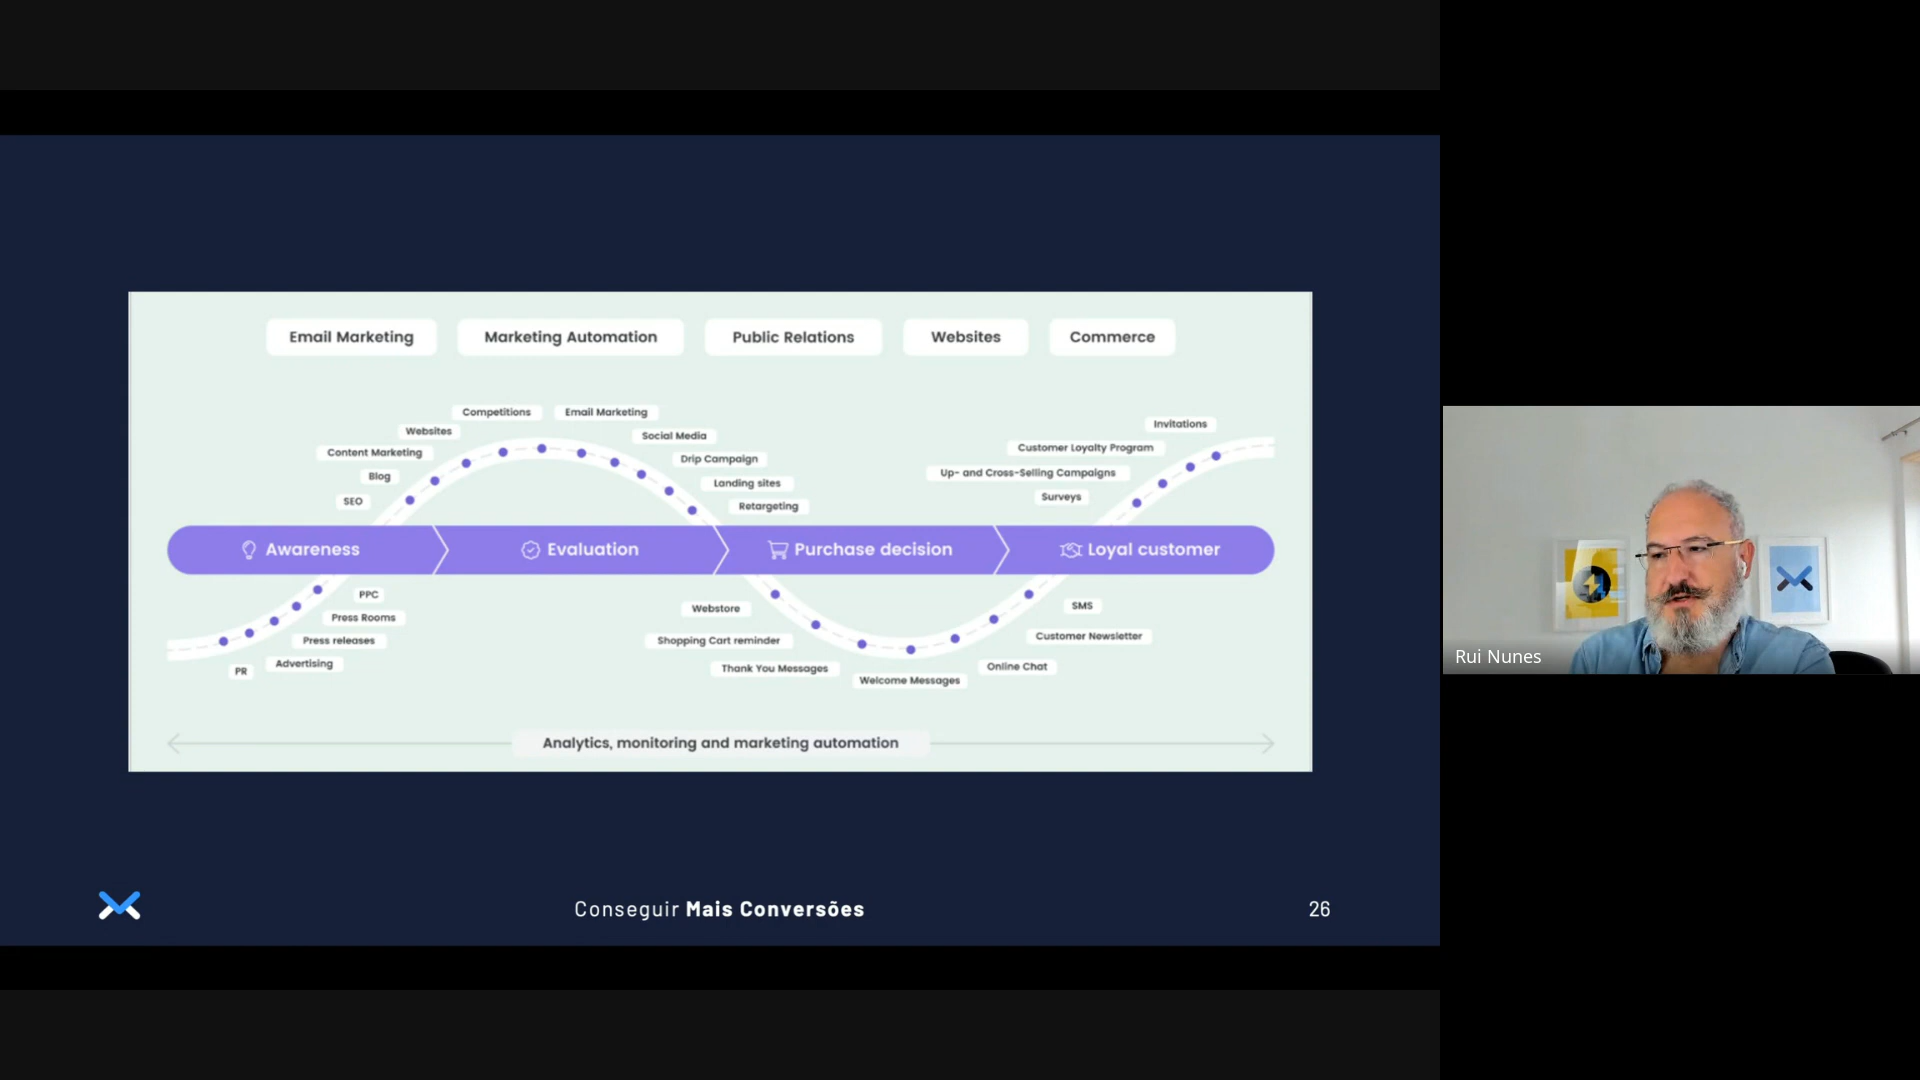 Email Marketing
Marketing Automation
Public Relations
Websites
Commerce
Competitions
Email Marketing
Websites
Social Media
Content Marketing
Drip Campaign
Blog
Landing sites
SEO
Retargeting
Invitations
Customer Loyalty Program
Up- and Cross-Selling Campaigns
Surveys
Awareness
Evaluation
Purchase decision
Loyal customer
PPC
Press Rooms
Press releases
Advertising
PR
Webstore
Shopping Cart reminder
Thank You Messages
Welcome Messages
Online Chat
Customer Newsletter
SMS
Analytics, monitoring and marketing automation
Conseguir Mais Conversões
26
Rui Nunes